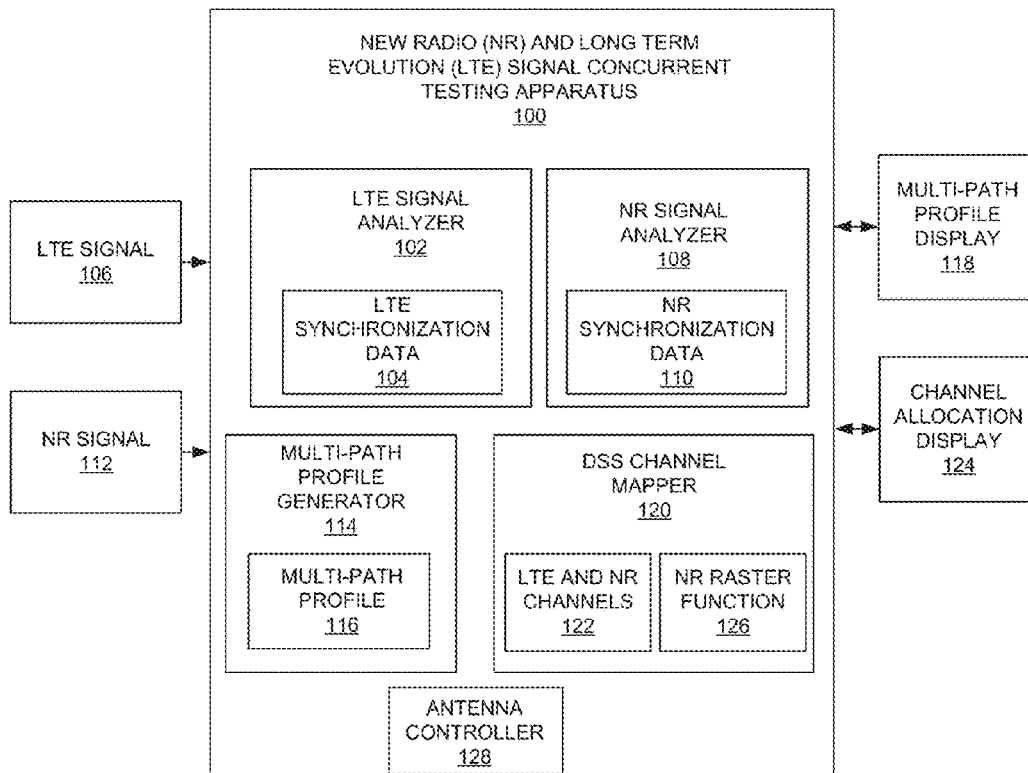 NEW RADIO (NR) AND LONG TERM
EVOLUTION (LTE) SIGNAL CONCURRENT
TESTING APPARATUS
100
LTE SIGNAL
106
NR SIGNAL
112
LTE SIGNAL
ANALYZER
102
LTE
SYNCHRONIZATION
DATA
104
NR SIGNAL
ANALYZER
108
NR
SYNCHRONIZATION
DATA
110
MULTI-PATH
PROFILE
GENERATOR
114
MULTI-PATH
PROFILE
116
DSS CHANNEL
MAPPER
120
LTE AND NR
CHANNELS
122
NR RASTER
FUNCTION
126
ANTENNA
CONTROLLER
128
MULTI-PATH
PROFILE
DISPLAY
118
CHANNEL
ALLOCATION
DISPLAY
124